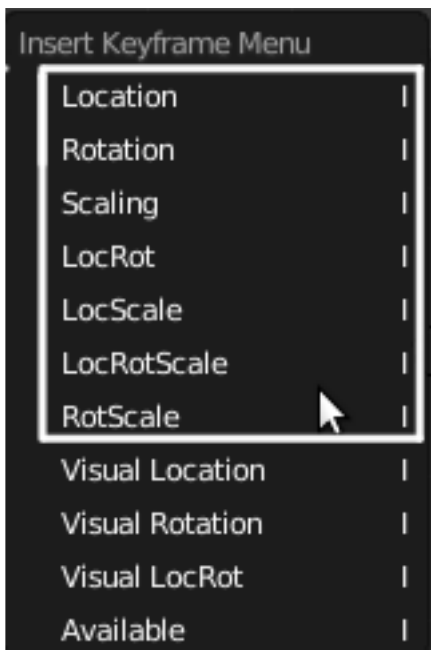 Insert Keyframe Menu
Location I
Rotation I
Scaling I
LocRot I
LocScale I
LocRotScale I
RotScale I
Visual Location I
Visual Rotation I
Visual LocRot I
Available I